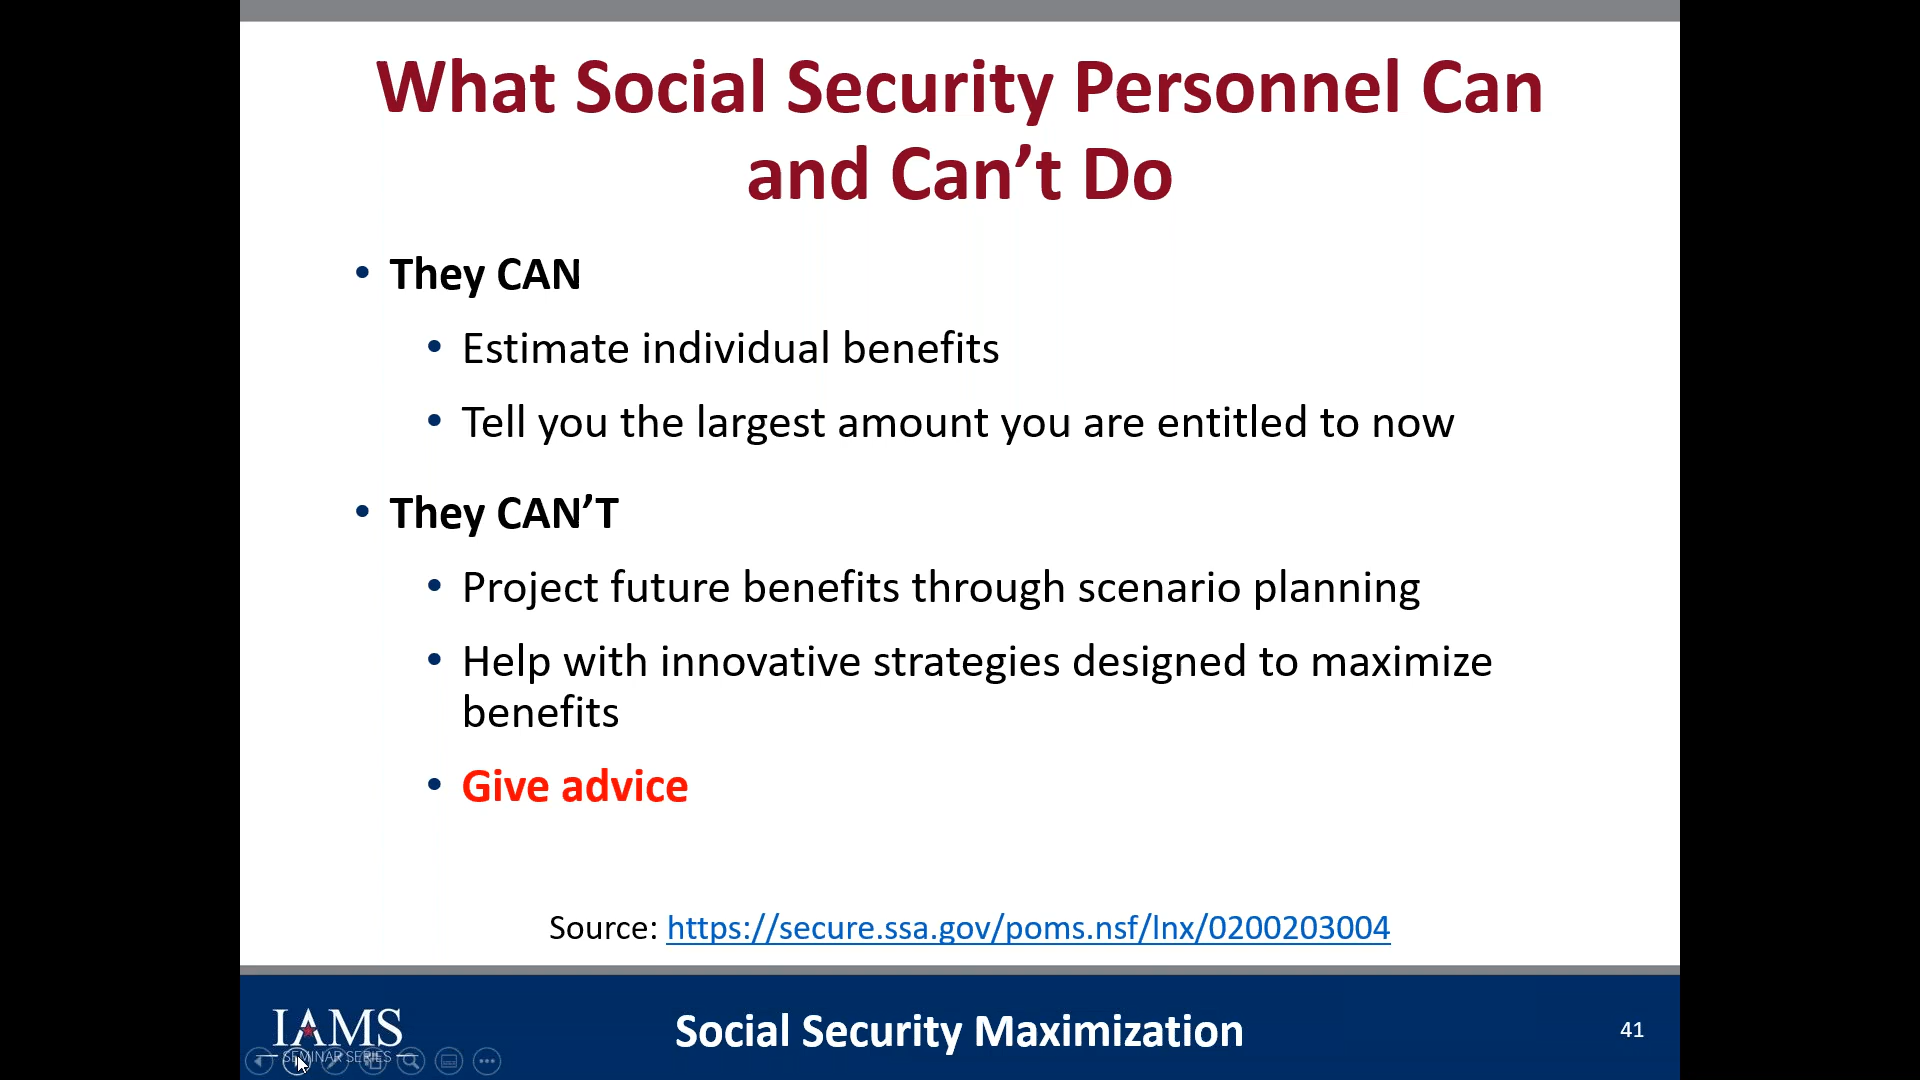 What Social Security Personnel Can
and Can’t Do
• They CAN
• Estimate individual benefits
• Tell you the largest amount you are entitled to now
• They CAN’T
• Project future benefits through scenario planning
• Help with innovative strategies designed to maximize
benefits
• Give advice
Source: https://secure.ssa.gov/poms.nsf/lnx/0200203004
IAMS
SEMINAR SERIES
Social Security Maximization
41